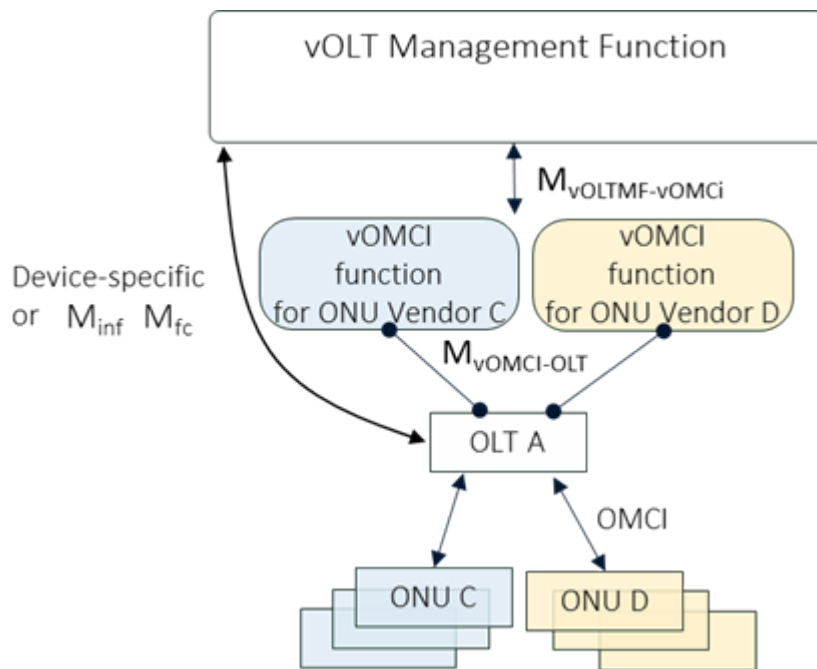 vOLT Management Function
MvOLTMF-vOMCi
vOMCI
function
for ONU Vendor C
vOMCI
function
for ONU Vendor D
Device-specific
or Minf Mfc
MvOMCI-OLT
OLT A
OMCI
ONU C
ONU D